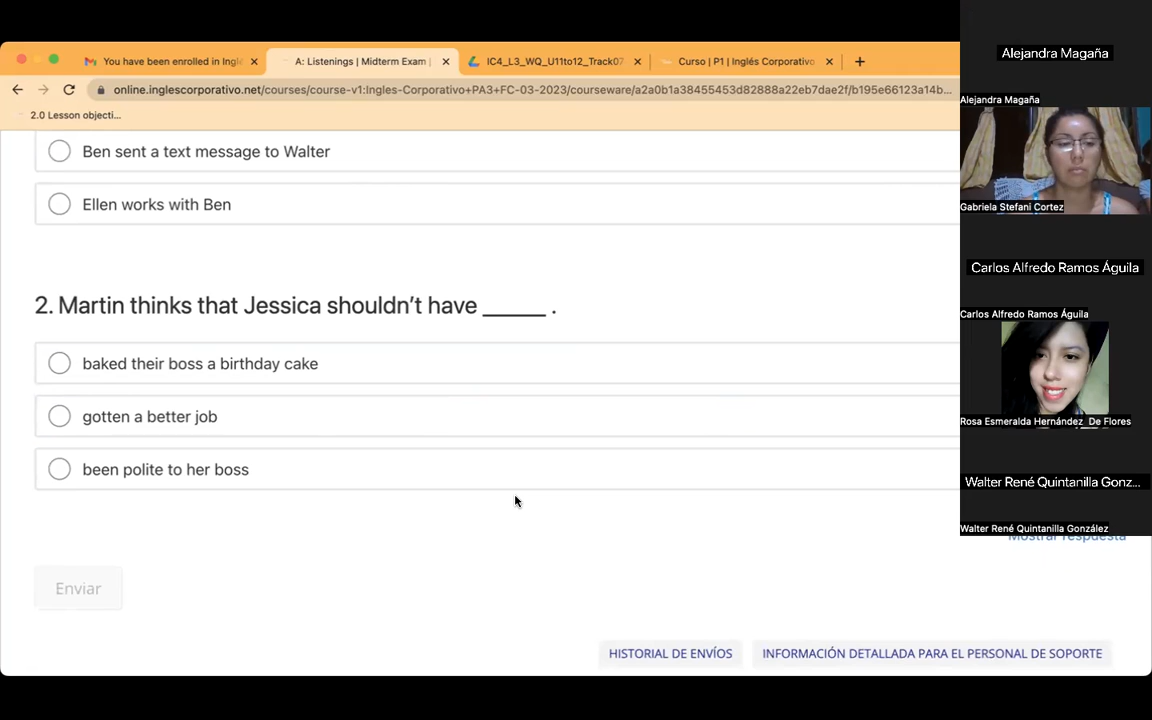 You have been enrolled in Ingl
A: Listenings | Midterm Exam |
IC4_L3_WQ_U11to12_Track07
Curso | P1 | Inglés Corporativo
online.inglescorporativo.net/courses/course-v1:Ingles-Corporativo+PA3+FC-03-2023/courseware/a2a0b1a38455453d82888a22eb7dae2f/b195e66123a14b...
2.0 Lesson objecti...
Ben sent a text message to Walter
Ellen works with Ben
2. Martin thinks that Jessica shouldn't have ______ .
baked their boss a birthday cake
gotten a better job
been polite to her boss
Mostrar respuesta
Enviar
HISTORIAL DE ENVÍOS
INFORMACIÓN DETALLADA PARA EL PERSONAL DE SOPORTE
Alejandra Magaña
Alejandra Magaña
Gabriela Stefani Cortez
Carlos Alfredo Ramos Águila
Carlos Alfredo Ramos Águila
Rosa Esmeralda Hernández De Flores
Walter René Quintanilla Gonz...
Walter René Quintanilla González